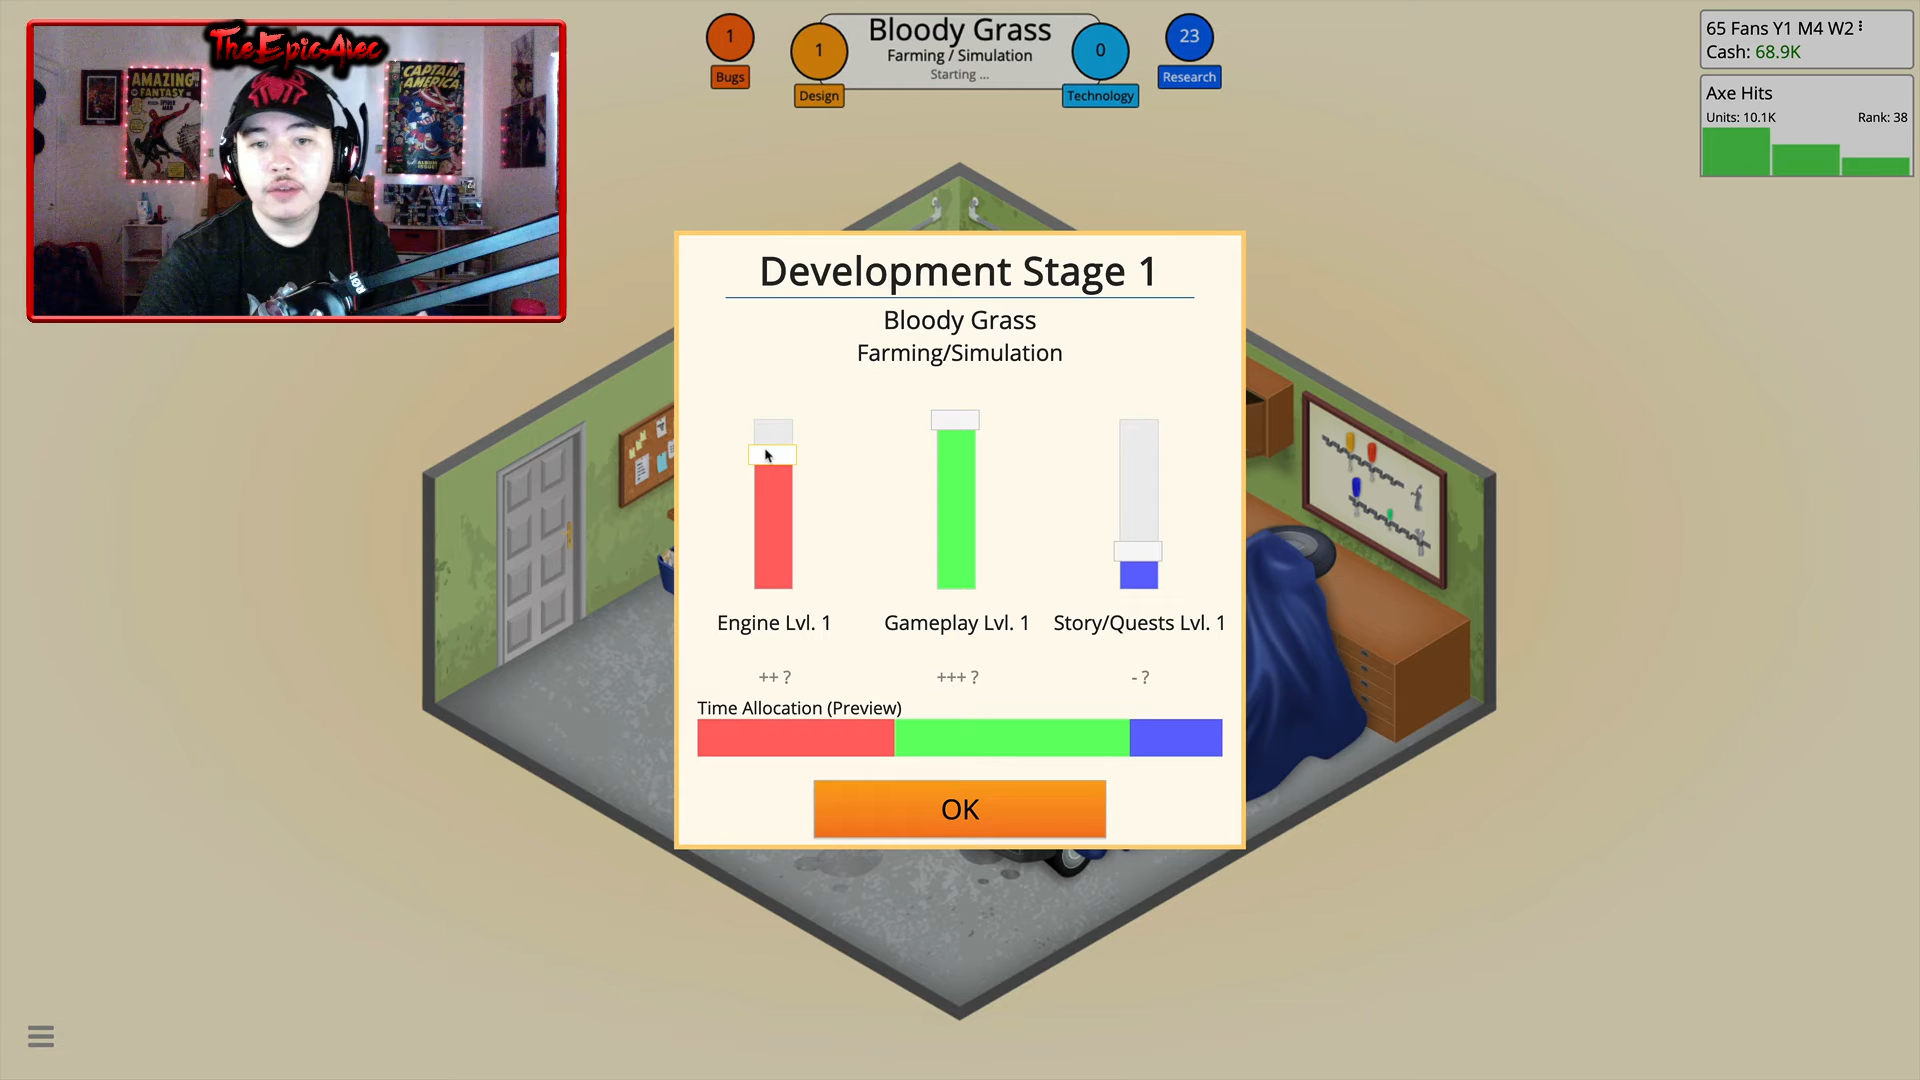 TheEpicAlec
AMAZING
FANTASY
CAPTAIN
AMERICA
1
Bugs
1
Design
Bloody Grass
Farming / Simulation
Starting ...
0
Technology
23
Research
65 Fans Y1 M4 W2
Cash: 68.9K
Axe Hits
Units: 10.1K
Rank: 38
Development Stage 1
Bloody Grass
Farming/Simulation
Engine Lvl. 1
Gameplay Lvl. 1
Story/Quests Lvl. 1
++ ?
+++ ?
- ?
Time Allocation (Preview)
OK